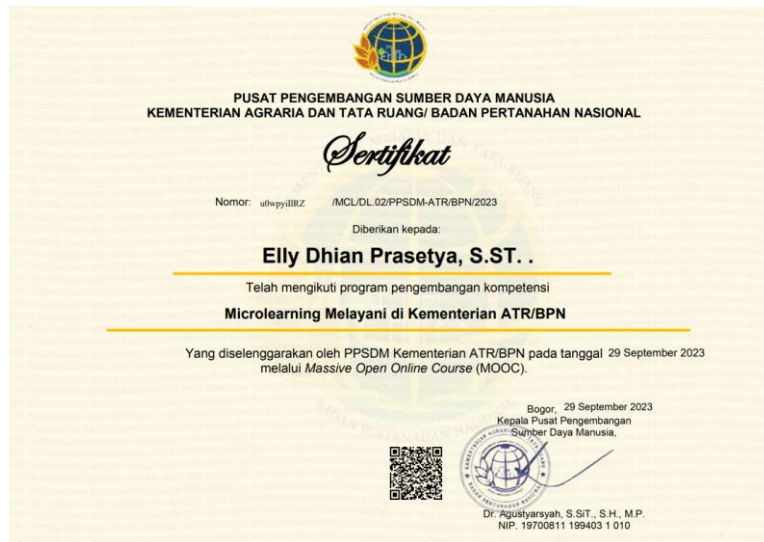 PUSAT PENGEMBANGAN SUMBER DAYA MANUSIA
KEMENTERIAN AGRARIA DAN TATA RUANG/ BADAN PERTANAHAN NASIONAL
Sertifikat
Nomor: /MCL/DL.02/PPSDM-ATR/BPN/2023
Diberikan kepada:
Elly Dhian Prasetya, S.ST. .
Telah mengikuti program pengembangan kompetensi
Microlearning Melayani di Kementerian ATR/BPN
Yang diselenggarakan oleh PPSDM Kementerian ATR/BPN pada tanggal 29 September 2023
melalui Massive Open Online Course (MOOC).
Bogor, 29 September 2023
Kepala Pusat Pengembangan
Sumber Daya Manusia,
Dr. Agustyarsyah, S.SiT., S.H., M.P.
NIP. 19700811 199403 1 010